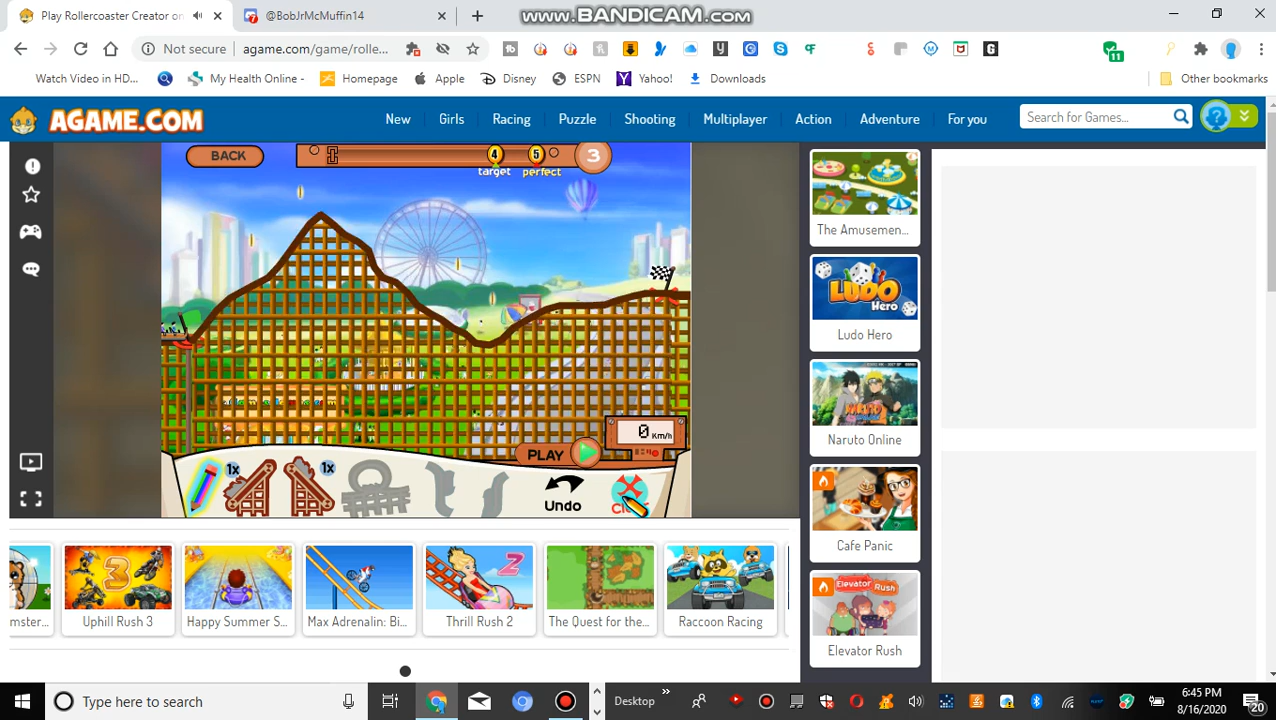 Play Rollercoaster Creator on
@BobJrMcMuffin14
WWW.BANDICAM.COM
Not secure
agame.com/game/rolle...
Watch Video in HD...
My Health Online -
Homepage
Apple
Disney
ESPN
Yahoo!
Downloads
Other bookmarks
AGAME.COM
New
Girls
Racing
Puzzle
Shooting
Multiplayer
Action
Adventure
For you
Search for Games...
BACK
4
5
3
target
perfect
The Amusemen...
Ludo Hero
Naruto Online
Cafe Panic
Elevator Rush
0 Km/h
PLAY
1x
1x
Undo
...mster...
Uphill Rush 3
Happy Summer S...
Max Adrenalin: Bi...
Thrill Rush 2
The Quest for the...
Raccoon Racing
Type here to search
Desktop
6:45 PM
8/16/2020
20